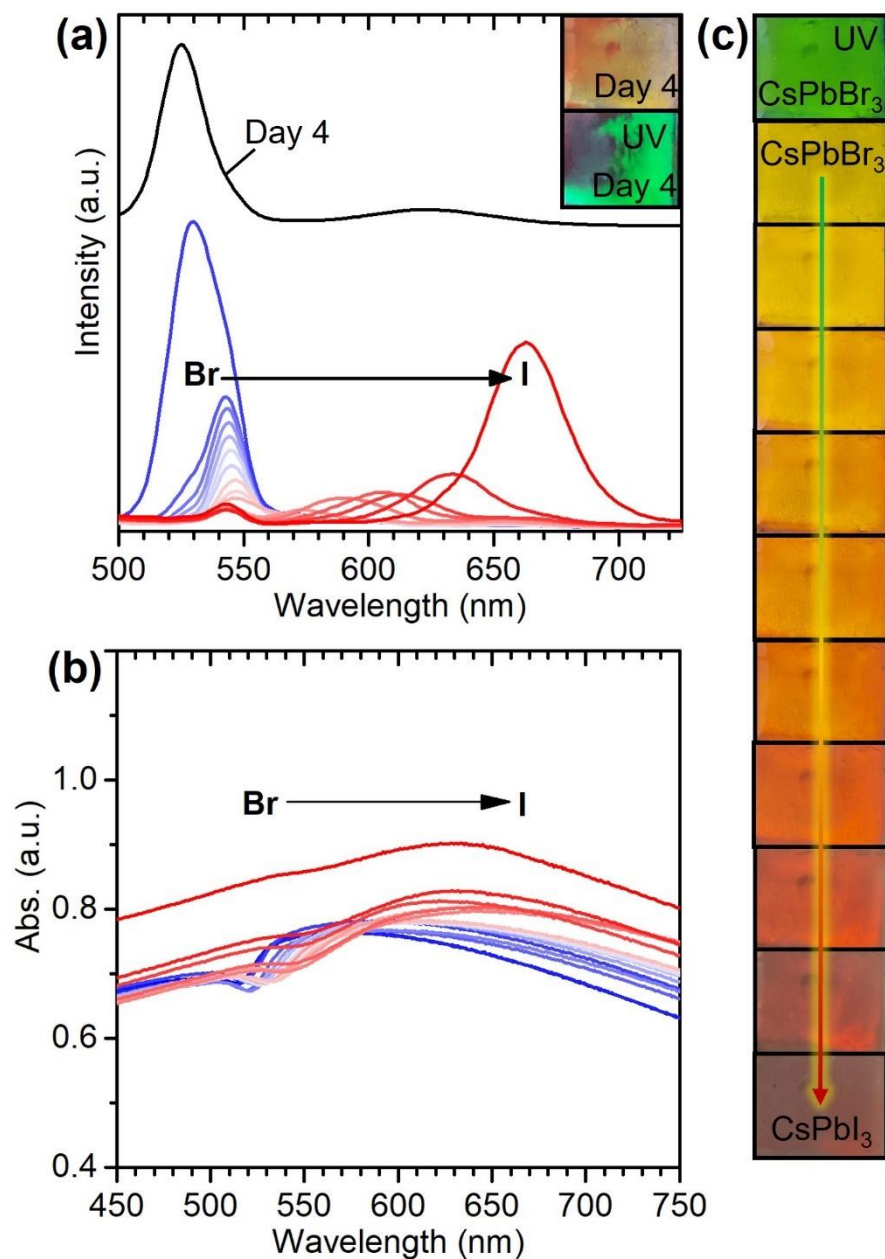 (a)
Day 4
Day 4
UV
Day 4
Br
I
Intensity (a.u.)
500
550
600
650
700
Wavelength (nm)
(b)
Br
I
Abs. (a.u.)
1.0
0.8
0.6
0.4
450
500
550
600
650
700
750
Wavelength (nm)
(c)
UV
CsPbBr₃
CsPbBr₃
CsPbI₃